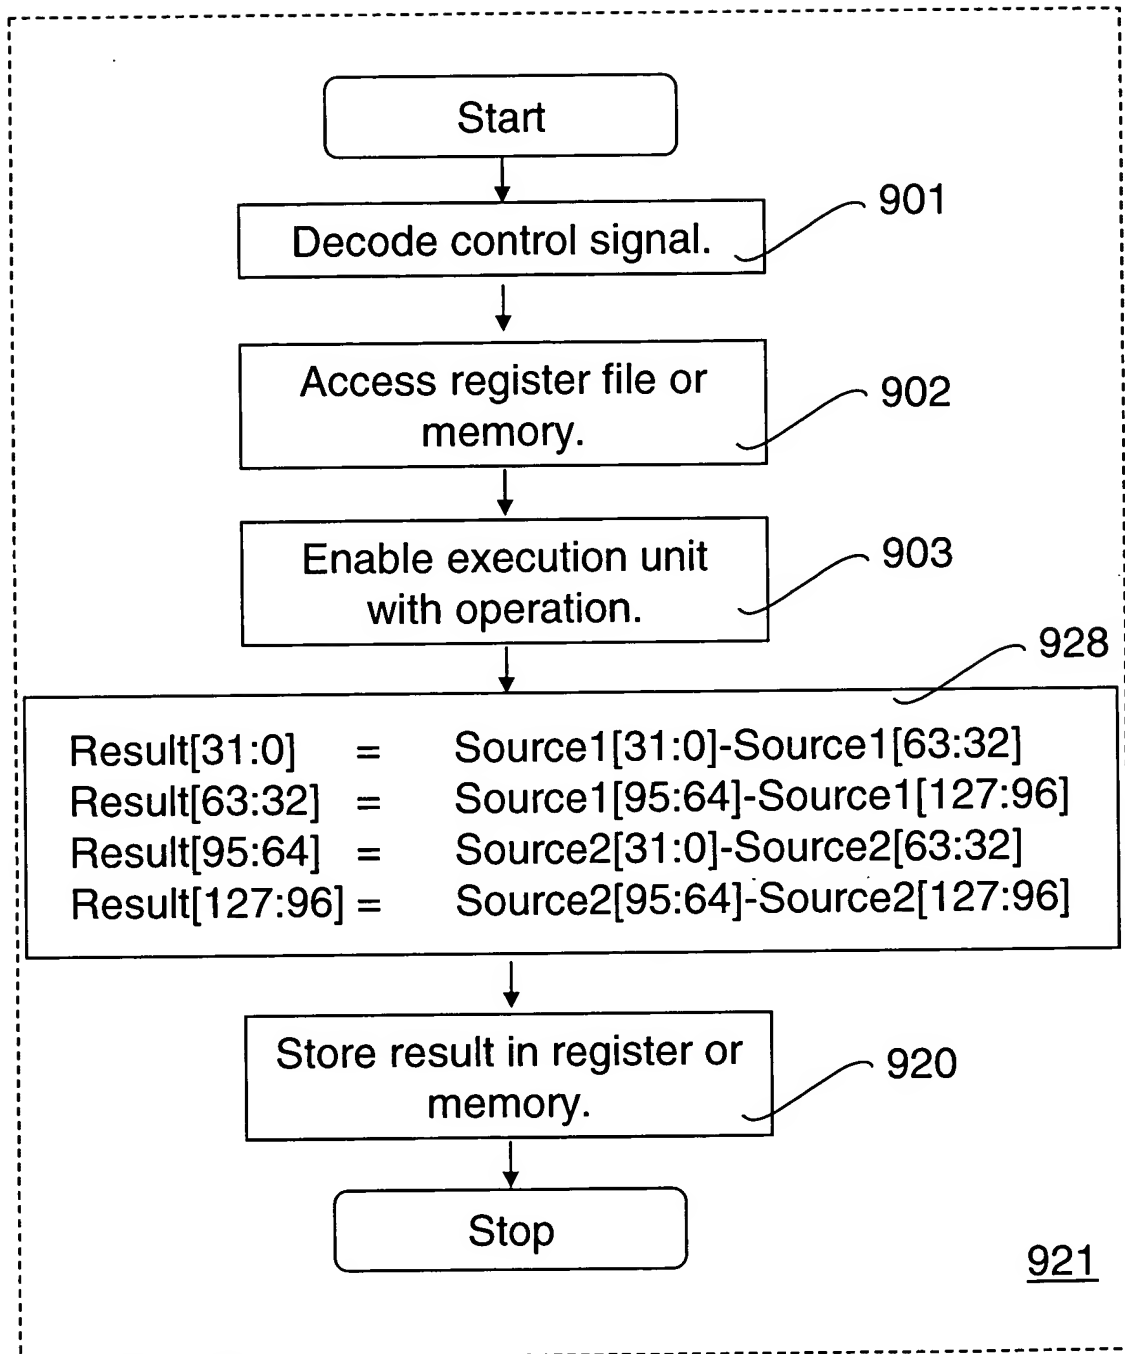 Start
Decode control signal.
901
Access register file or
memory.
902
Enable execution unit
with operation.
903
928
Result[31:0] = Source1[31:0]-Source1[63:32]
Result[63:32] = Source1[95:64]-Source1[127:96]
Result[95:64] = Source2[31:0]-Source2[63:32]
Result[127:96] = Source2[95:64]-Source2[127:96]
Store result in register or
memory.
920
Stop
921